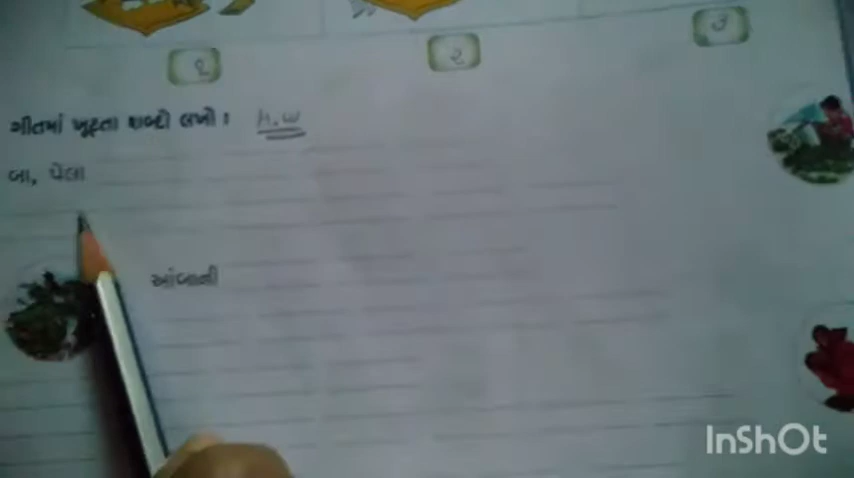 ૧ ૨ ૩
ગીતમાં ખૂટતા શબ્દો લખો : H.W
બા, પેલા
આંબાની
InShOt